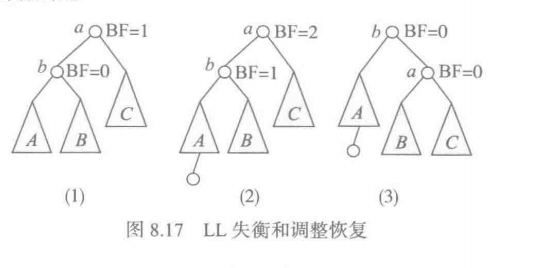 a BF=1
b BF=0
A B C
(1)
a BF=2
b BF=1
A B C
(2)
b BF=0
a BF=0
A B C
(3)
图 8.17 LL 失衡和调整恢复